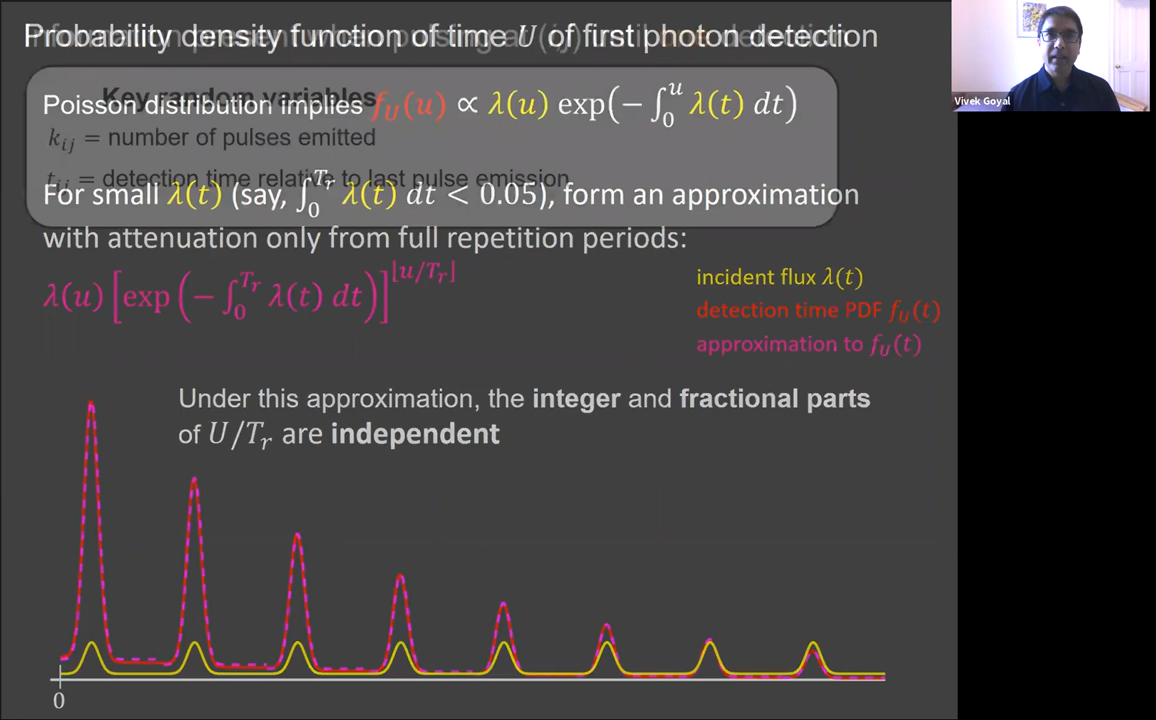 Probability density function of time U of first photon detection
Vivek Goyal
Key random variables
Poisson distribution implies f_U(u) ∝ λ(u) exp(− ∫_0^u λ(t) dt)
k_ij = number of pulses emitted
t_ij = detection time relative to last pulse emission
For small λ(t) (say, ∫_0^{T_r} λ(t) dt < 0.05), form an approximation
with attenuation only from full repetition periods:
λ(u) [exp (− ∫_0^{T_r} λ(t) dt)]^{⌊u/T_r⌋}
incident flux λ(t)
detection time PDF f_U(t)
approximation to f_U(t)
Under this approximation, the integer and fractional parts
of U/T_r are independent
0